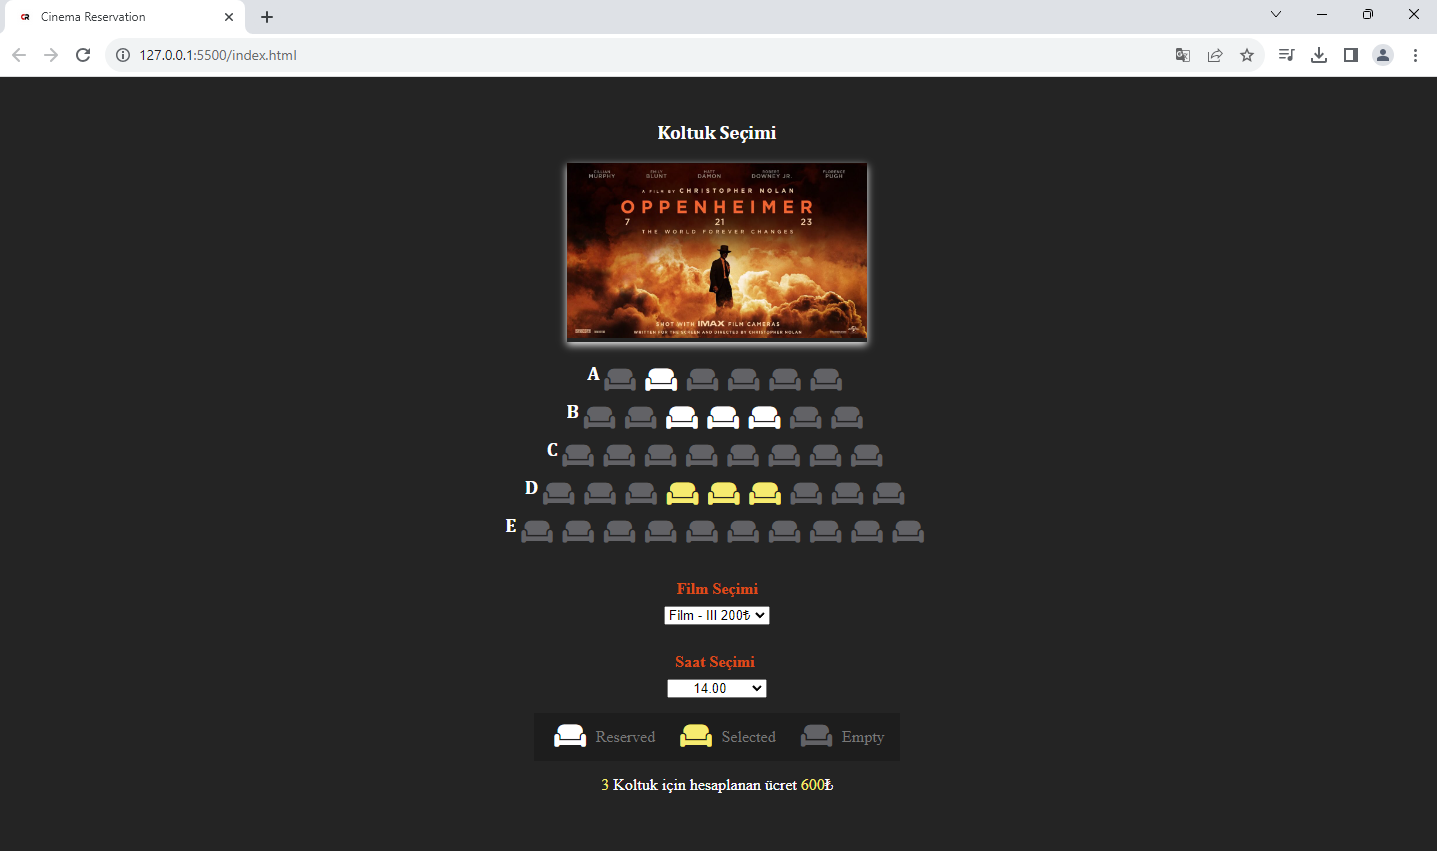 Cinema Reservation
127.0.0.1:5500/index.html
Koltuk Seçimi
CILLIAN MURPHY EMILY BLUNT MATT DAMON ROBERT DOWNEY JR. FLORENCE PUGH
A FILM BY CHRISTOPHER NOLAN
OPPENHEIMER
7 21 23
THE WORLD FOREVER CHANGES
SHOT WITH IMAX FILM CAMERAS
WRITTEN FOR THE SCREEN AND DIRECTED BY CHRISTOPHER NOLAN
A
B
C
D
E
Film Seçimi
Film - III 200₺
Saat Seçimi
14.00
Reserved Selected Empty
3 Koltuk için hesaplanan ücret 600₺